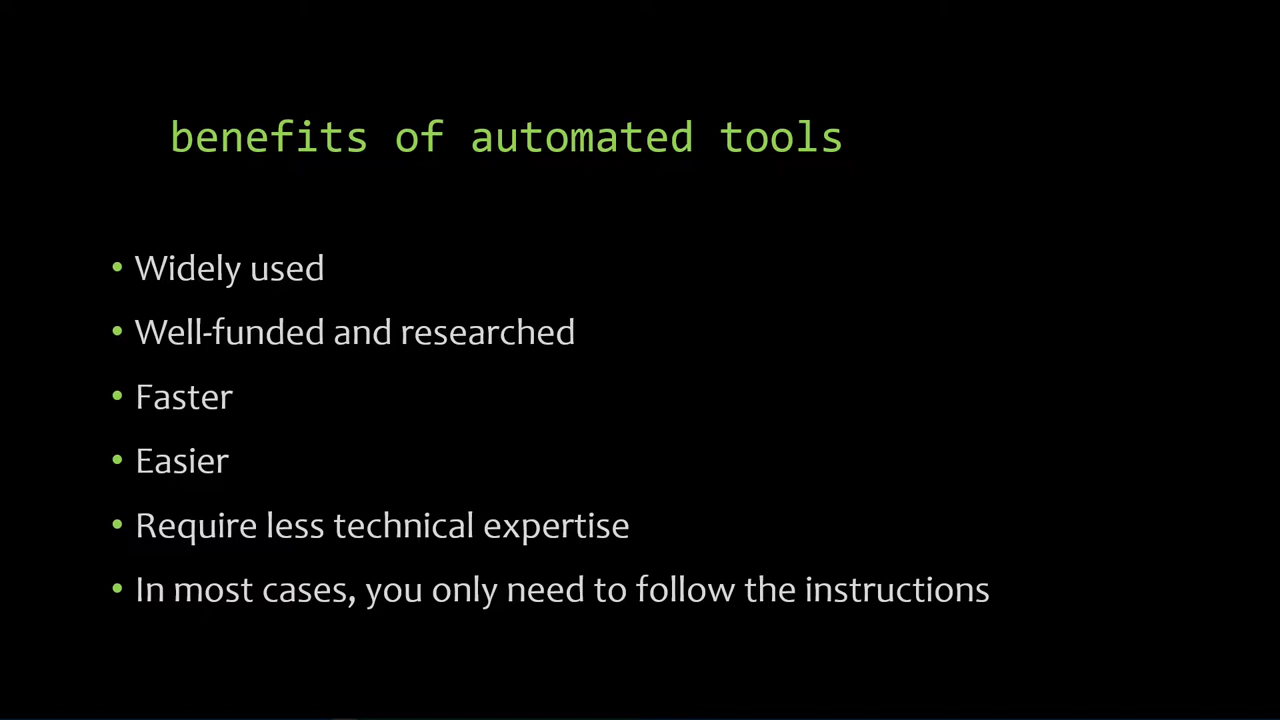 benefits of automated tools
• Widely used
• Well-funded and researched
• Faster
• Easier
• Require less technical expertise
• In most cases, you only need to follow the instructions